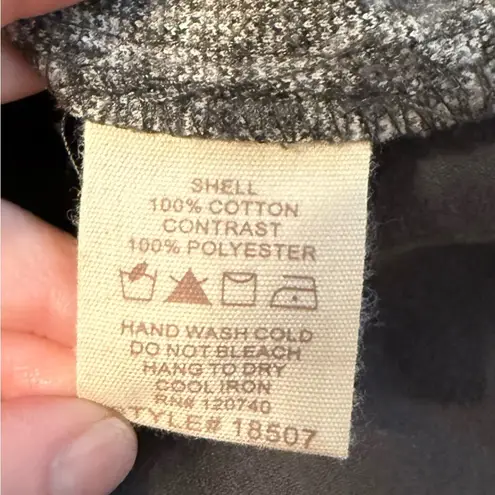 SHELL
100% COTTON
CONTRAST
100% POLYESTER
HAND WASH COLD
DO NOT BLEACH
HANG TO DRY
COOL IRON
RN# 120740
STYLE# 18507